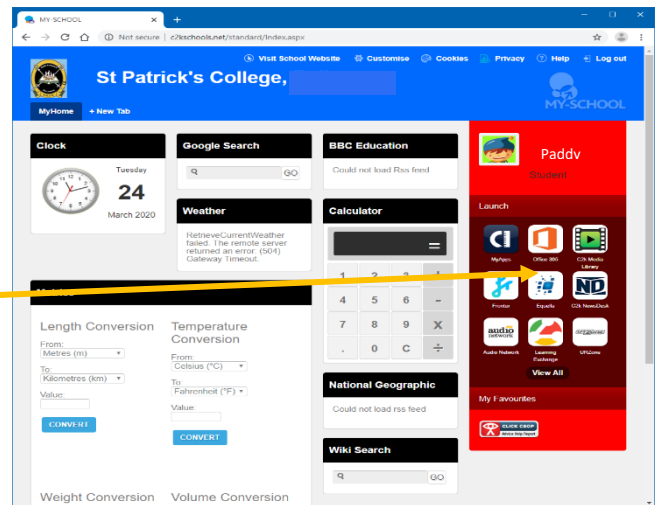 MY-SCHOOL
Not secure | c2kschools.net/standard/Index.aspx
Visit School Website Customise Cookies Privacy Help Log out
St Patrick's College,
MY-SCHOOL
MyHome + New Tab
Clock
Tuesday
24
March 2020
Google Search
GO
Weather
RetrieveCurrentWeather
failed. The remote server
returned an error: (504)
Gateway Timeout.
BBC Education
Could not load Rss feed
Calculator
=
1 2 3
4 5 6 -
7 8 9 X
. 0 C ÷
Length Conversion
From:
Metres (m)
To:
Kilometres (km)
Value:
CONVERT
Temperature
Conversion
From:
Celsius (°C)
To:
Fahrenheit (°F)
Value:
CONVERT
Weight Conversion Volume Conversion
National Geographic
Could not load rss feed
Wiki Search
GO
Paddy
Student
Launch
MyApps Office 365 C2k Media
Library
Fronter Equella C2k NewsDesk
audio
network
Audio Network Learning
Exchange
View All
My Favourites
CLICK CEOP